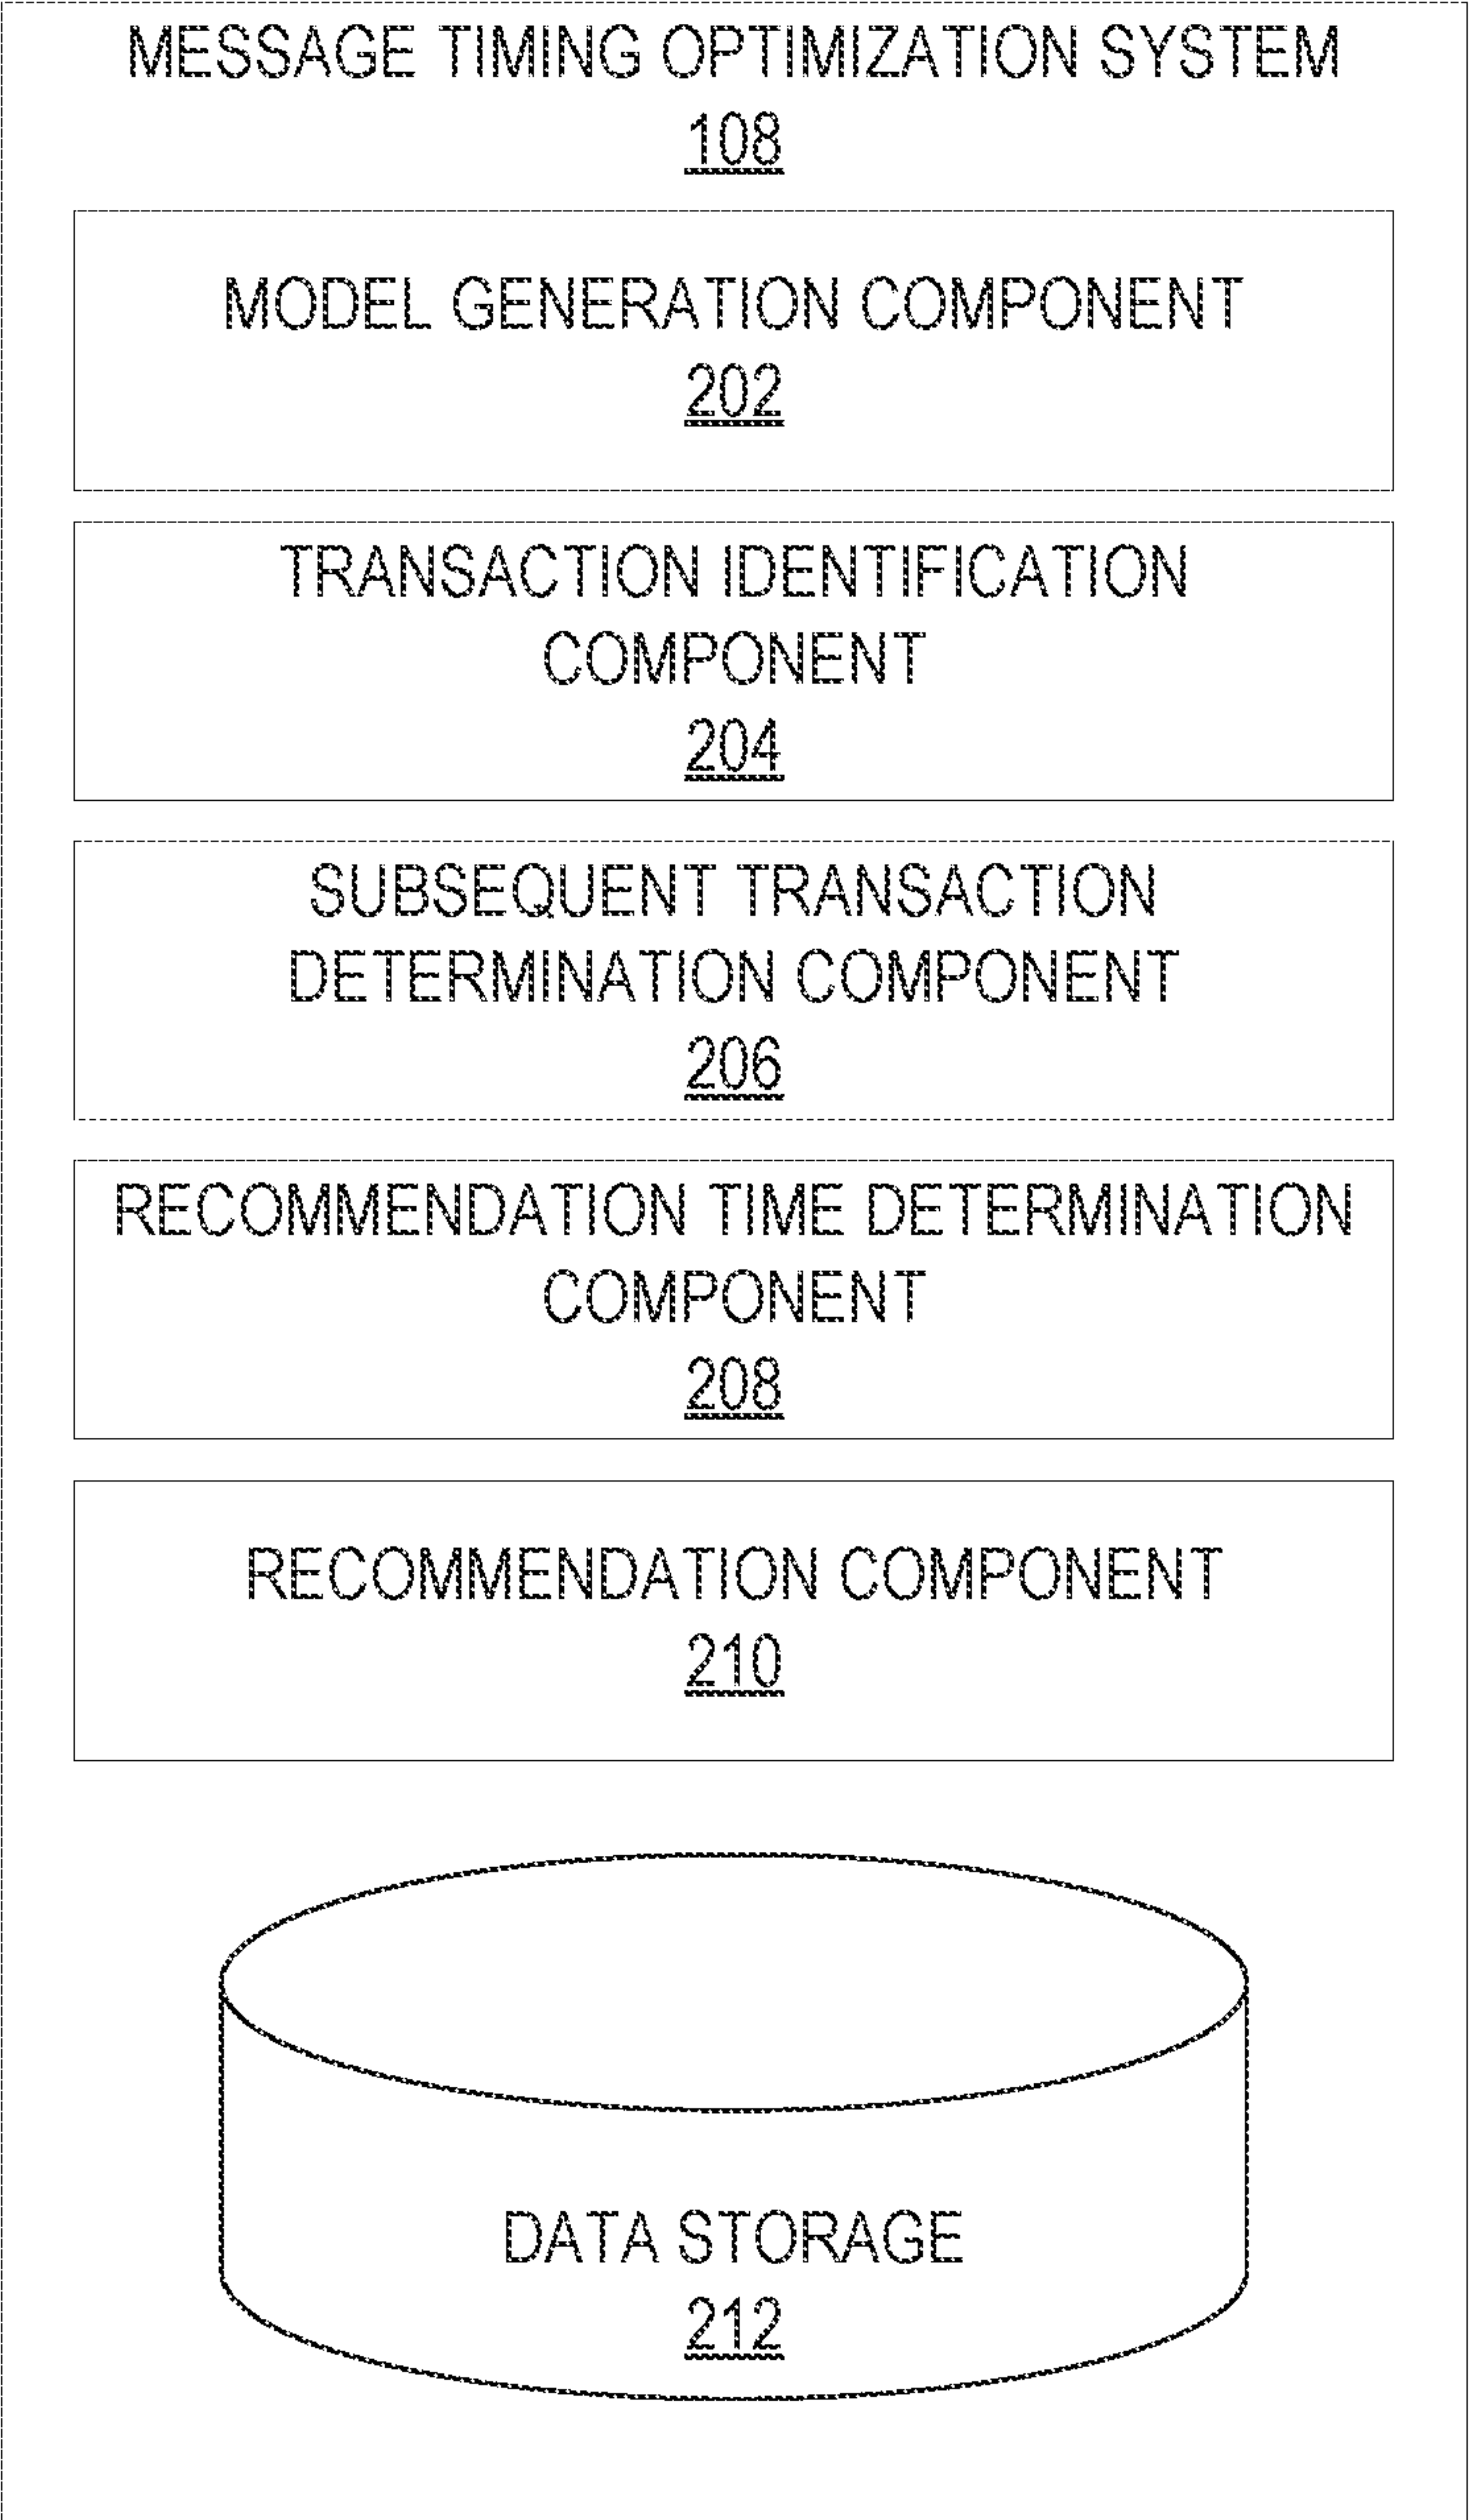 MESSAGE TIMING OPTIMIZATION SYSTEM
108
MODEL GENERATION COMPONENT
202
TRANSACTION IDENTIFICATION
COMPONENT
204
SUBSEQUENT TRANSACTION
DETERMINATION COMPONENT
206
RECOMMENDATION TIME DETERMINATION
COMPONENT
208
RECOMMENDATION COMPONENT
210
DATA STORAGE
212